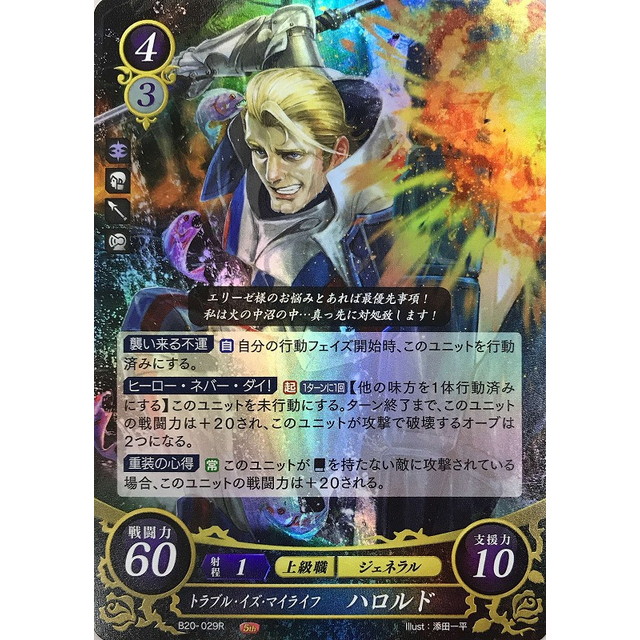 4
3
エリーゼ様のお悩みとあれば最優先事項！
私は火の中沼の中…真っ先に対処致します！
襲い来る不運 自 自分の行動フェイズ開始時、このユニットを行動
済みにする。
ヒーロー・ネバー・ダイ！ 起 1ターンに1回【他の味方を1体行動済み
にする】このユニットを未行動にする。ターン終了まで、このユニット
の戦闘力は＋20され、このユニットが攻撃で破壊するオーブは
2つになる。
重装の心得 常 このユニットが を持たない敵に攻撃されている
場合、このユニットの戦闘力は＋20される。
戦闘力
60
射程 1
上級職
ジェネラル
支援力
10
トラブル・イズ・マイライフ ハロルド
B20-029R 5th
Illust：添田一平